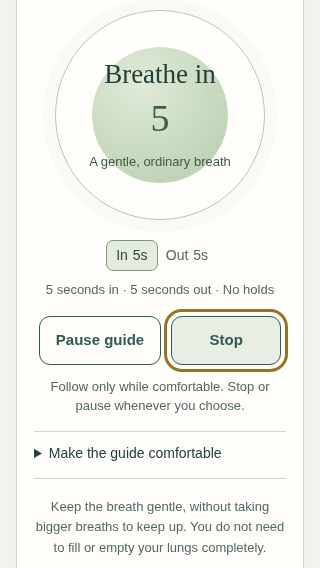 Breathe in
5
A gentle, ordinary breath
In 5s Out 5s
5 seconds in · 5 seconds out · No holds
Pause guide Stop
Follow only while comfortable. Stop or
pause whenever you choose.
Make the guide comfortable
Keep the breath gentle, without taking
bigger breaths to keep up. You do not need
to fill or empty your lungs completely.